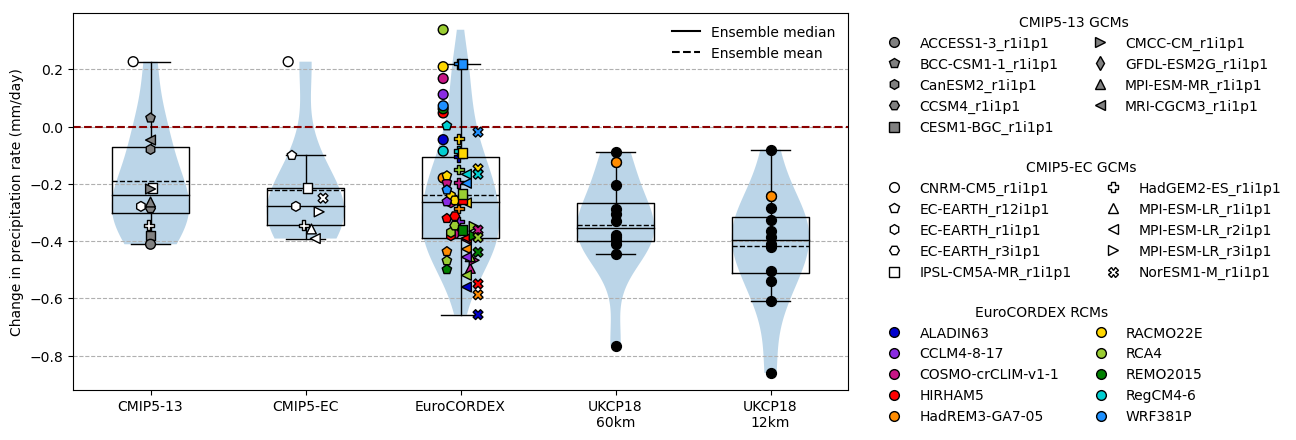 Change in precipitation rate (mm/day)
0.2
0.0
−0.2
−0.4
−0.6
−0.8
Ensemble median
Ensemble mean
CMIP5-13
CMIP5-EC
EuroCORDEX
UKCP18
60km
UKCP18
12km
CMIP5-13 GCMs
ACCESS1-3_r1i1p1
BCC-CSM1-1_r1i1p1
CanESM2_r1i1p1
CCSM4_r1i1p1
CESM1-BGC_r1i1p1
CMCC-CM_r1i1p1
GFDL-ESM2G_r1i1p1
MPI-ESM-MR_r1i1p1
MRI-CGCM3_r1i1p1
CMIP5-EC GCMs
CNRM-CM5_r1i1p1
EC-EARTH_r12i1p1
EC-EARTH_r1i1p1
EC-EARTH_r3i1p1
IPSL-CM5A-MR_r1i1p1
HadGEM2-ES_r1i1p1
MPI-ESM-LR_r1i1p1
MPI-ESM-LR_r2i1p1
MPI-ESM-LR_r3i1p1
NorESM1-M_r1i1p1
EuroCORDEX RCMs
ALADIN63
CCLM4-8-17
COSMO-crCLIM-v1-1
HIRHAM5
HadREM3-GA7-05
RACMO22E
RCA4
REMO2015
RegCM4-6
WRF381P